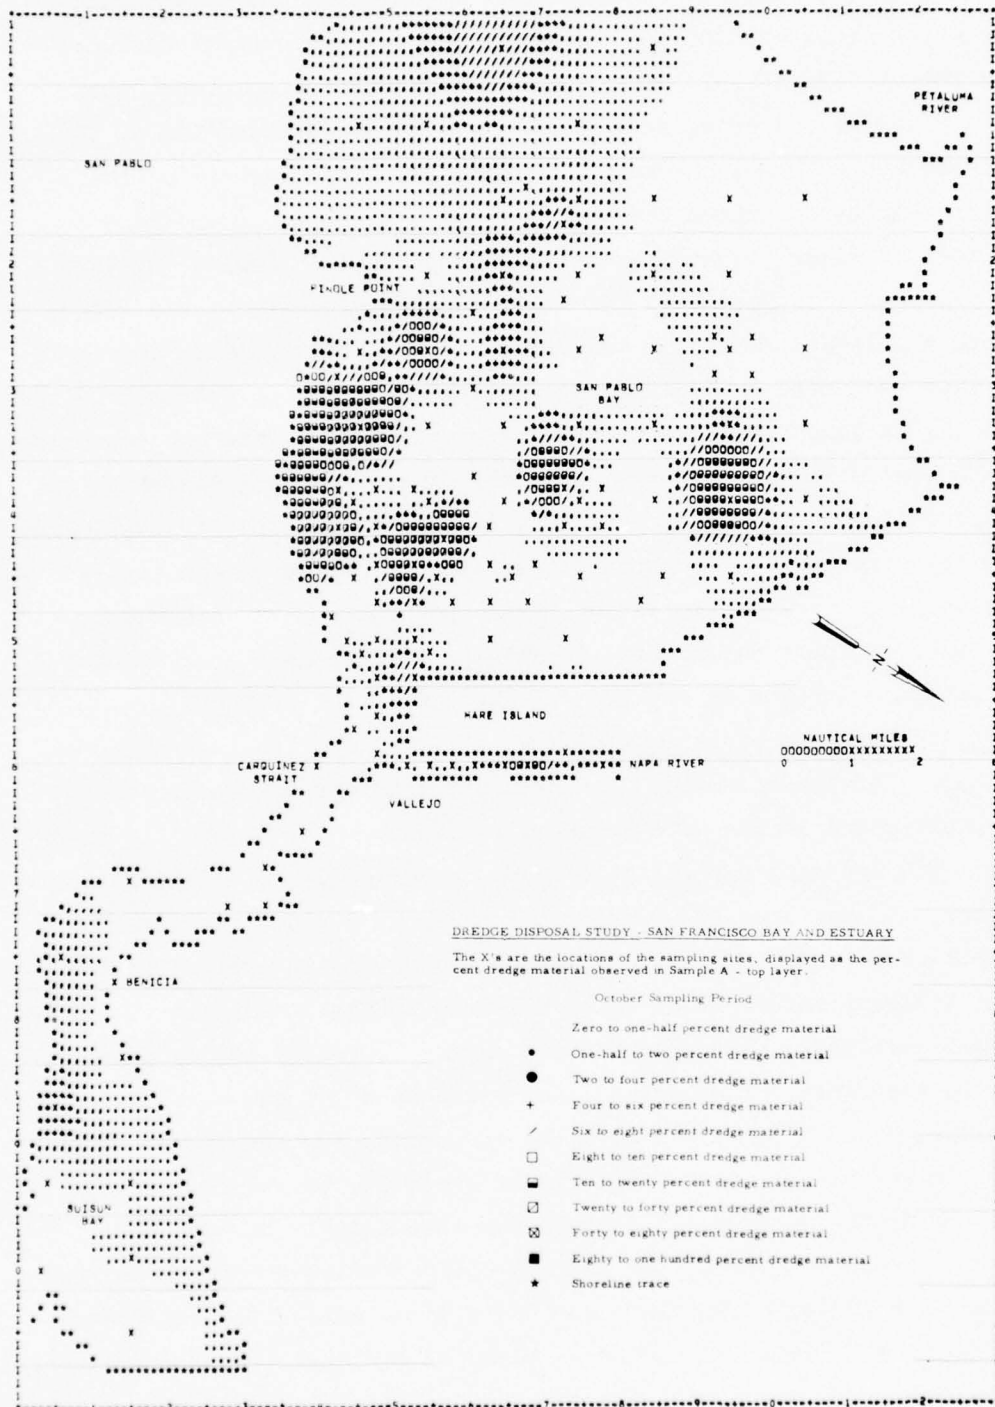 PETALUMA
RIVER
SAN PABLO
PINOLE POINT
SAN PABLO
BAY
N
MARE ISLAND
NAUTICAL MILES
0 1 2
CARQUINEZ
STRAIT
NAPA RIVER
VALLEJO
BENICIA
SUISUN
BAY
DREDGE DISPOSAL STUDY - SAN FRANCISCO BAY AND ESTUARY
The X's are the locations of the sampling sites, displayed as the per-
cent dredge material observed in Sample A - top layer.
October Sampling Period
Zero to one-half percent dredge material
One-half to two percent dredge material
Two to four percent dredge material
+ Four to six percent dredge material
/ Six to eight percent dredge material
Eight to ten percent dredge material
Ten to twenty percent dredge material
Twenty to forty percent dredge material
Forty to eighty percent dredge material
Eighty to one hundred percent dredge material
Shoreline trace